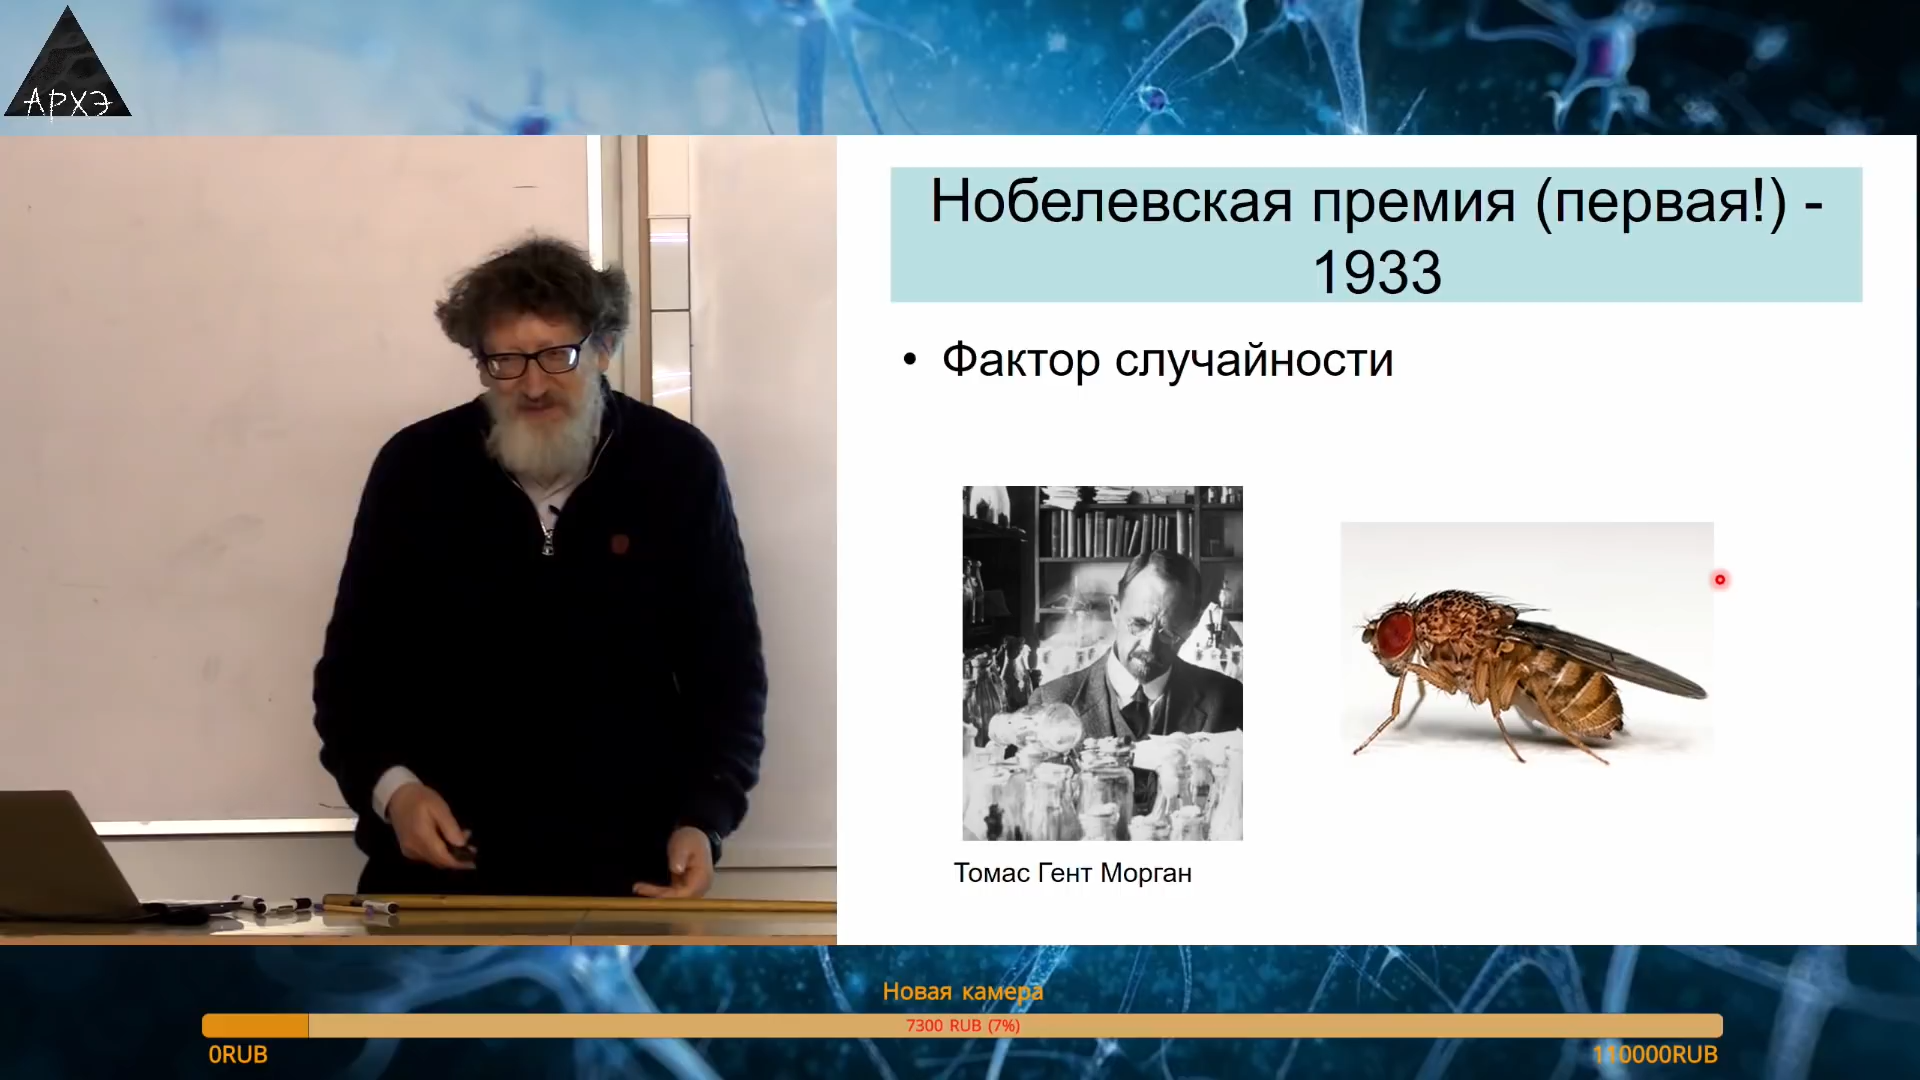 АРХЭ
Нобелевская премия (первая!) -
1933
• Фактор случайности
Томас Гент Морган
Новая камера
7300 RUB (7%)
0RUB
110000RUB